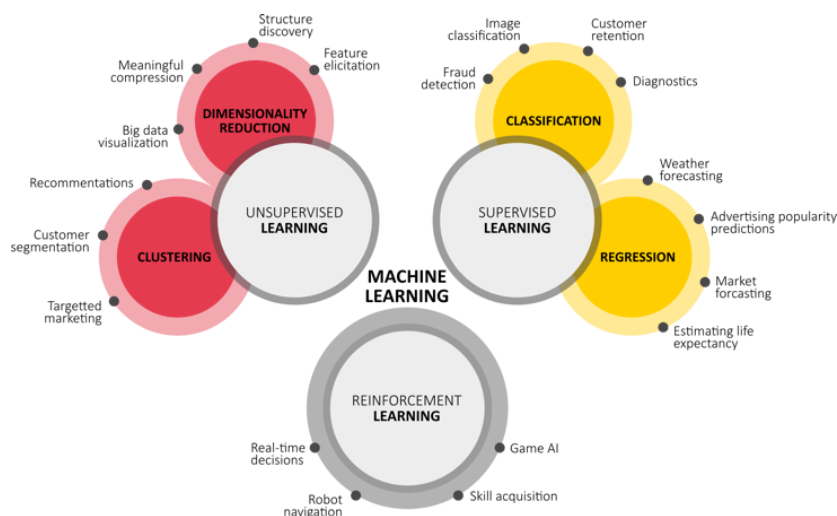 Structure
discovery
Meaningful
compression
Feature
elicitation
DIMENSIONALITY
REDUCTION
Big data
visualization
Recommentations
Customer
segmentation
Targetted
marketing
CLUSTERING
UNSUPERVISED
LEARNING
Image
classification
Customer
retention
Fraud
detection
Diagnostics
CLASSIFICATION
SUPERVISED
LEARNING
Weather
forecasting
Advertising popularity
predictions
REGRESSION
Market
forcasting
Estimating life
expectancy
MACHINE
LEARNING
REINFORCEMENT
LEARNING
Real-time
decisions
Game AI
Robot
navigation
Skill acquisition